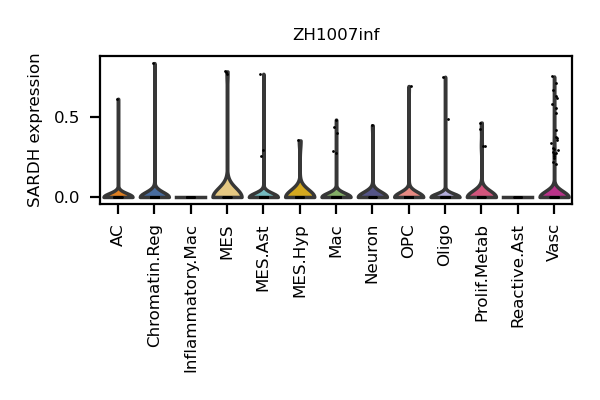 ZH1007inf
SARDH expression
0.5
0.0
AC
Chromatin.Reg
Inflammatory.Mac
MES
MES.Ast
MES.Hyp
Mac
Neuron
OPC
Oligo
Prolif.Metab
Reactive.Ast
Vasc